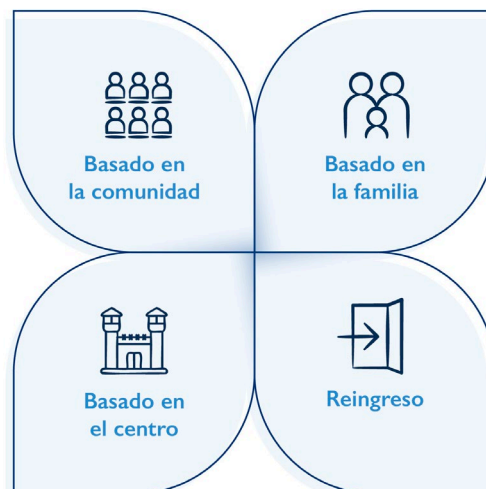 Basado en
la comunidad
Basado en
la familia
Basado en
el centro
Reingreso